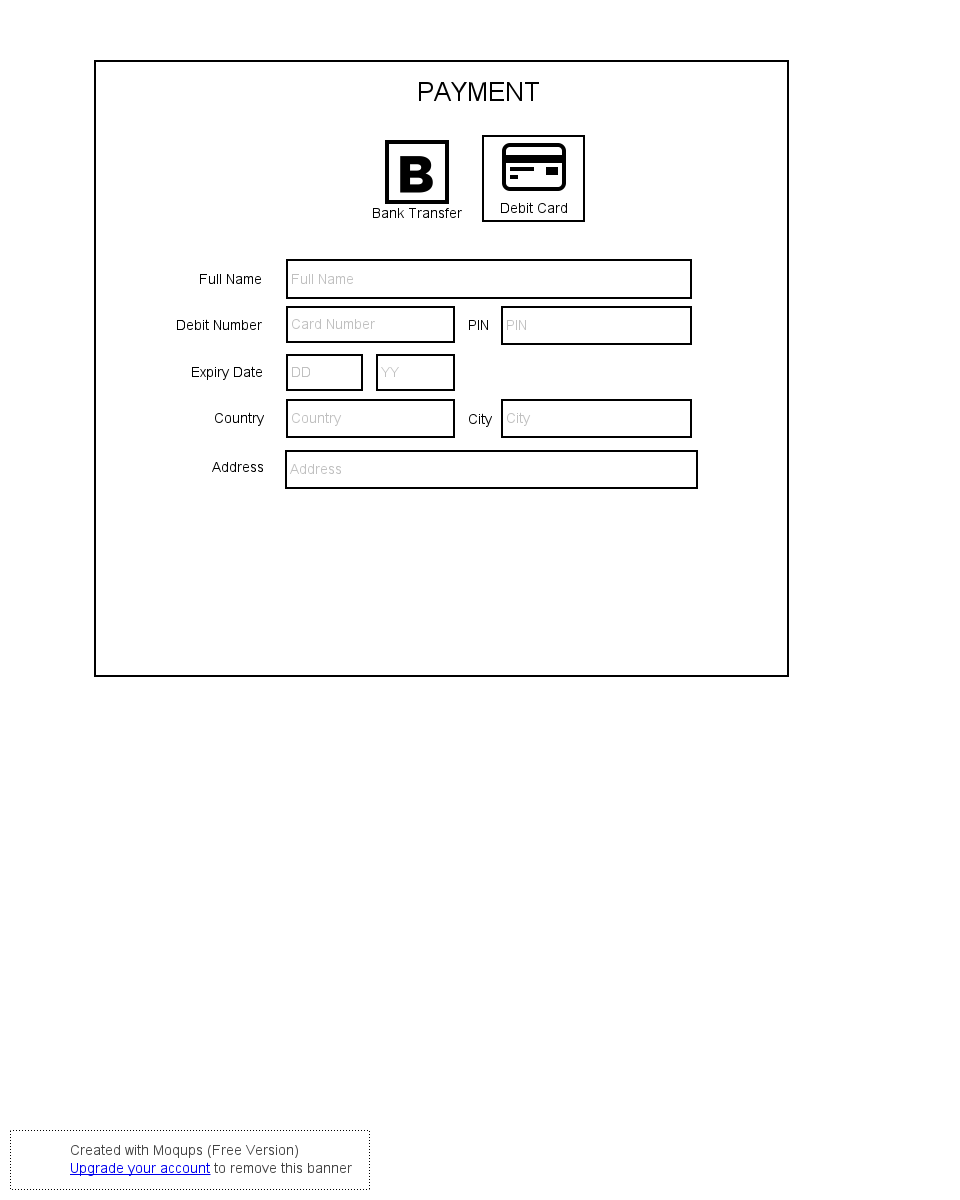 PAYMENT
B
Bank Transfer
Debit Card
Full Name
Full Name
Debit Number
Card Number
PIN
PIN
Expiry Date
DD
YY
Country
Country
City
City
Address
Address
Created with Moqups (Free Version)
Upgrade your account to remove this banner